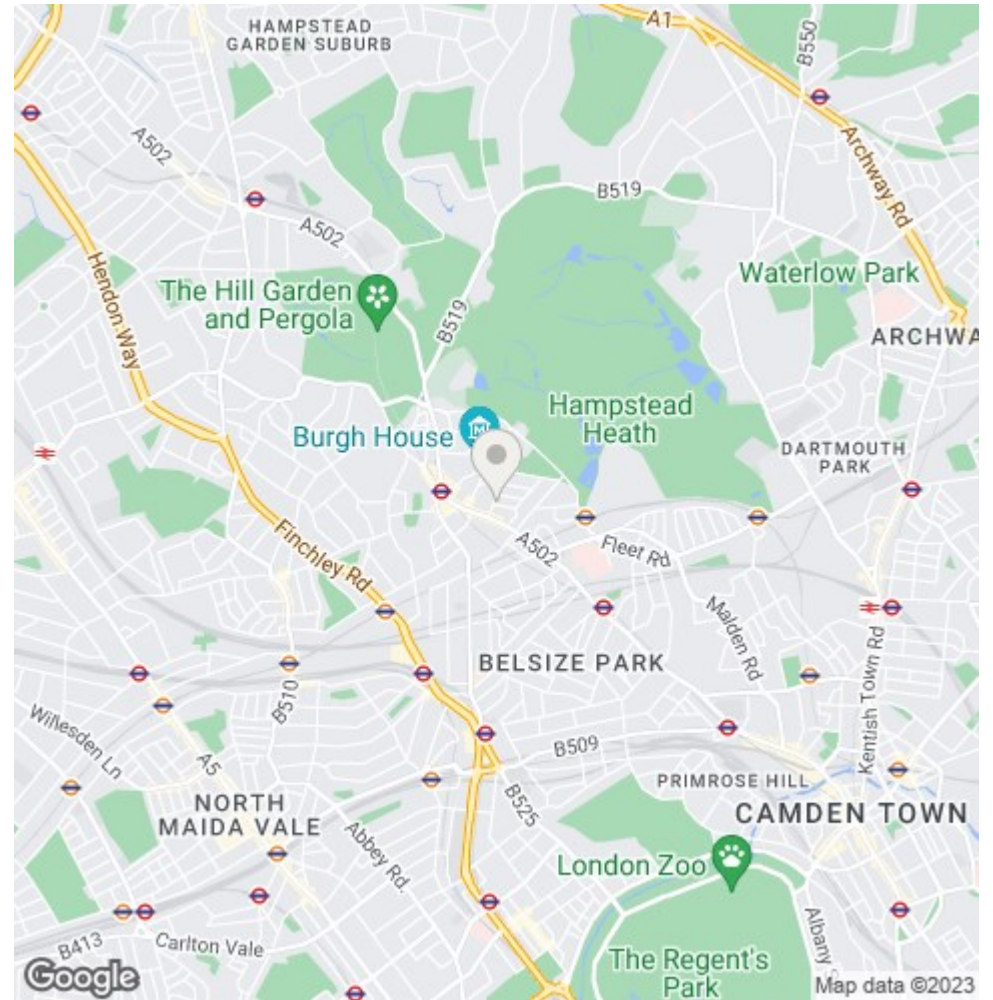 HAMPSTEAD
GARDEN SUBURB
A1
B550
A502
Archway Rd
B519
A502
Hendon Way
The Hill Garden
and Pergola
Waterlow Park
B519
ARCHWA
Hampstead
Heath
Burgh House
DARTMOUTH
PARK
Finchley Rd
A502
Fleet Rd
Malden Rd
BELSIZE PARK
Kentish Town Rd
B510
Willesden Ln
A5
B509
PRIMROSE HILL
NORTH
MAIDA VALE
B525
CAMDEN TOWN
Abbey Rd.
London Zoo
Albany
B413
Carlton Vale
The Regent's
Park
Google
Map data ©2023